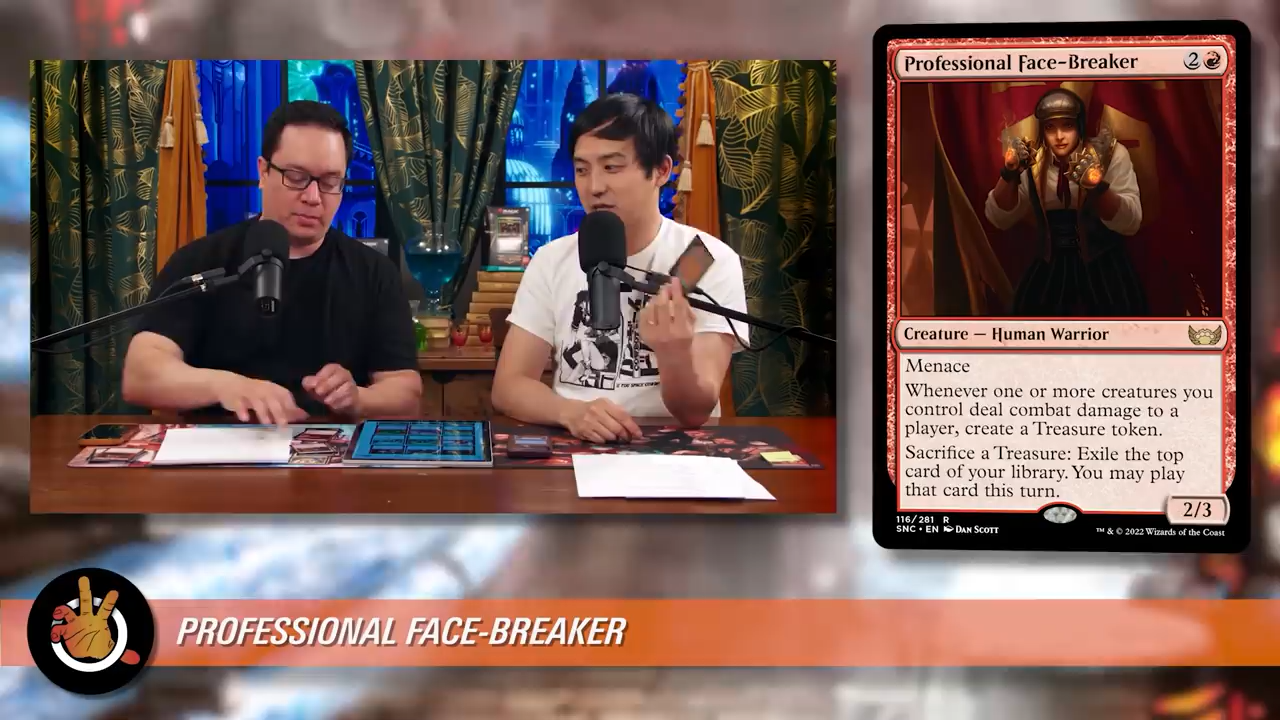 Professional Face-Breaker 2
Creature — Human Warrior
Menace
Whenever one or more creatures you
control deal combat damage to a
player, create a Treasure token.
Sacrifice a Treasure: Exile the top
card of your library. You may play
that card this turn.
2/3
116/281 R
SNC • EN DAN SCOTT
™ & © 2022 Wizards of the Coast
PROFESSIONAL FACE-BREAKER